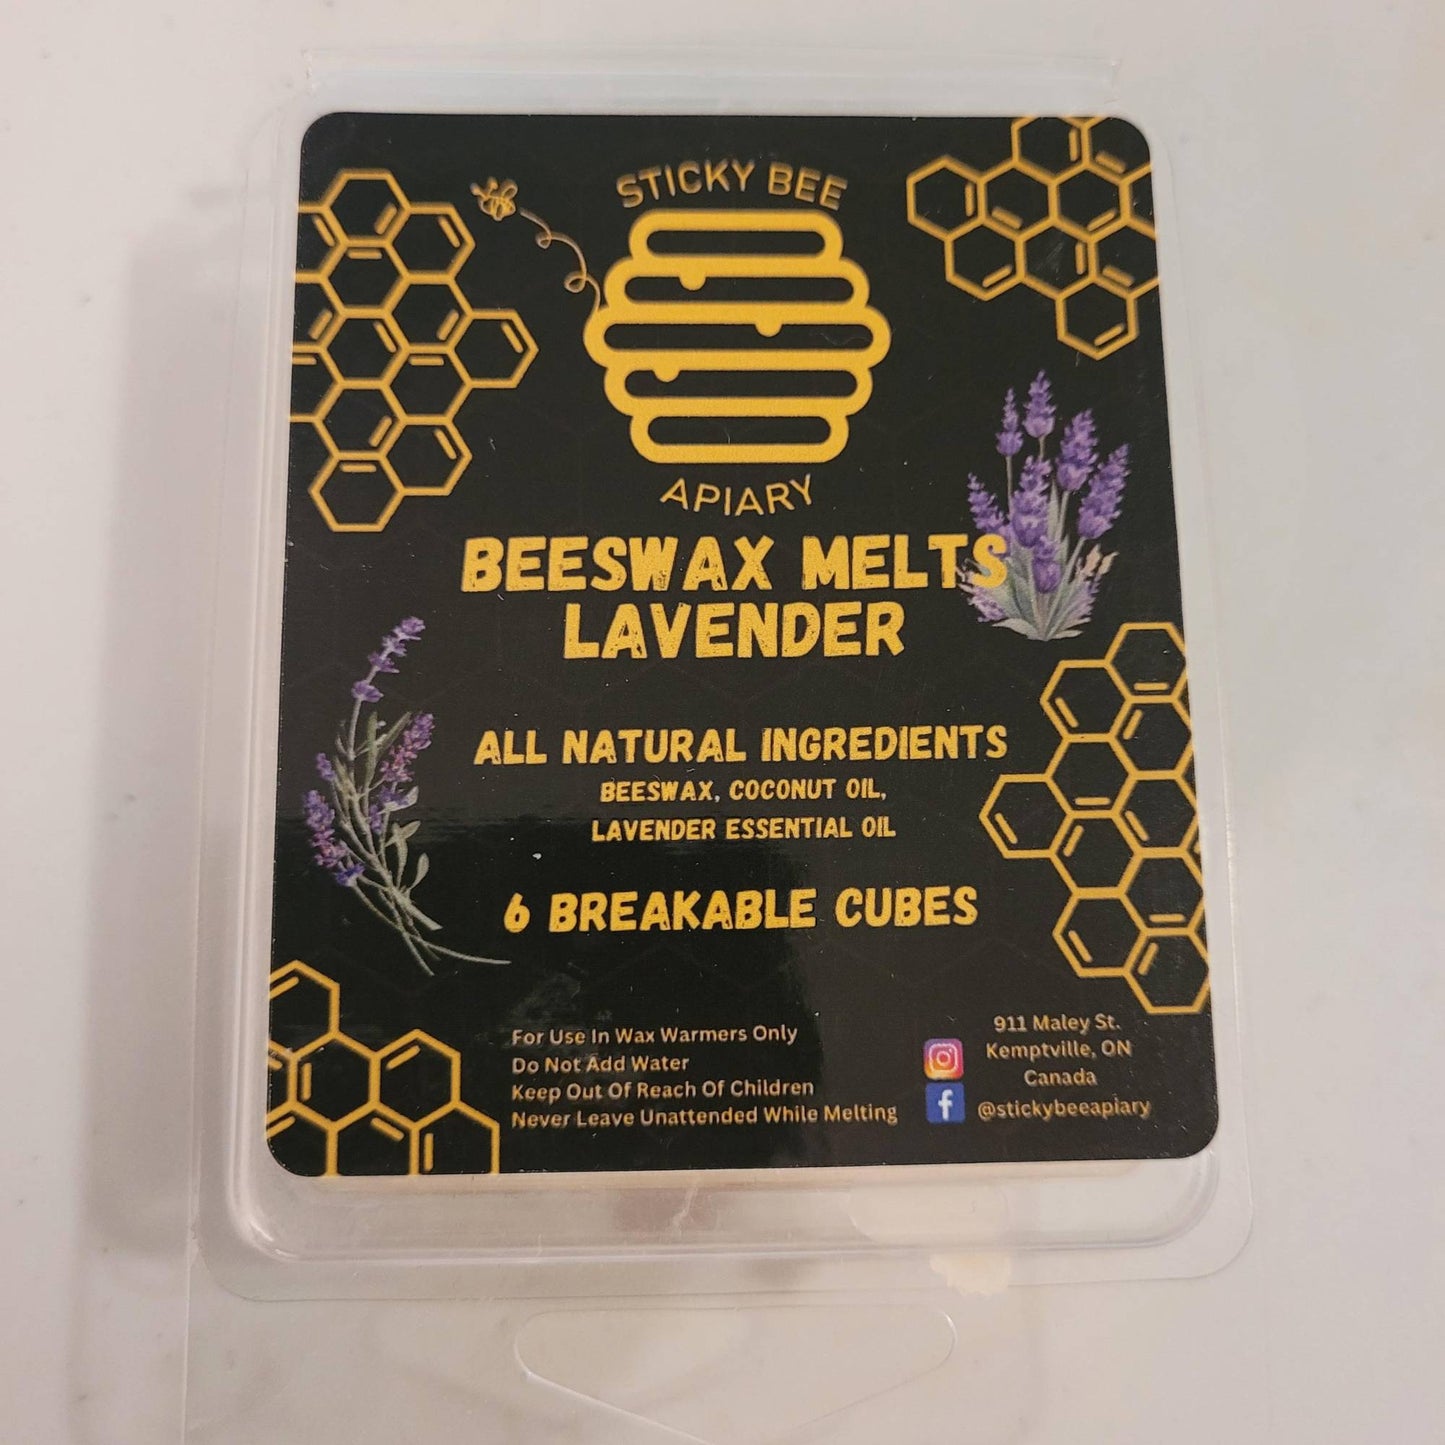 STICKY BEE
APIARY
BEESWAX MELTS
LAVENDER
ALL NATURAL INGREDIENTS
BEESWAX, COCONUT OIL,
LAVENDER ESSENTIAL OIL
6 BREAKABLE CUBES
For Use In Wax Warmers Only
Do Not Add Water
Keep Out Of Reach Of Children
Never Leave Unattended While Melting
911 Maley St.
Kemptville, ON
Canada
@stickybeeapiary